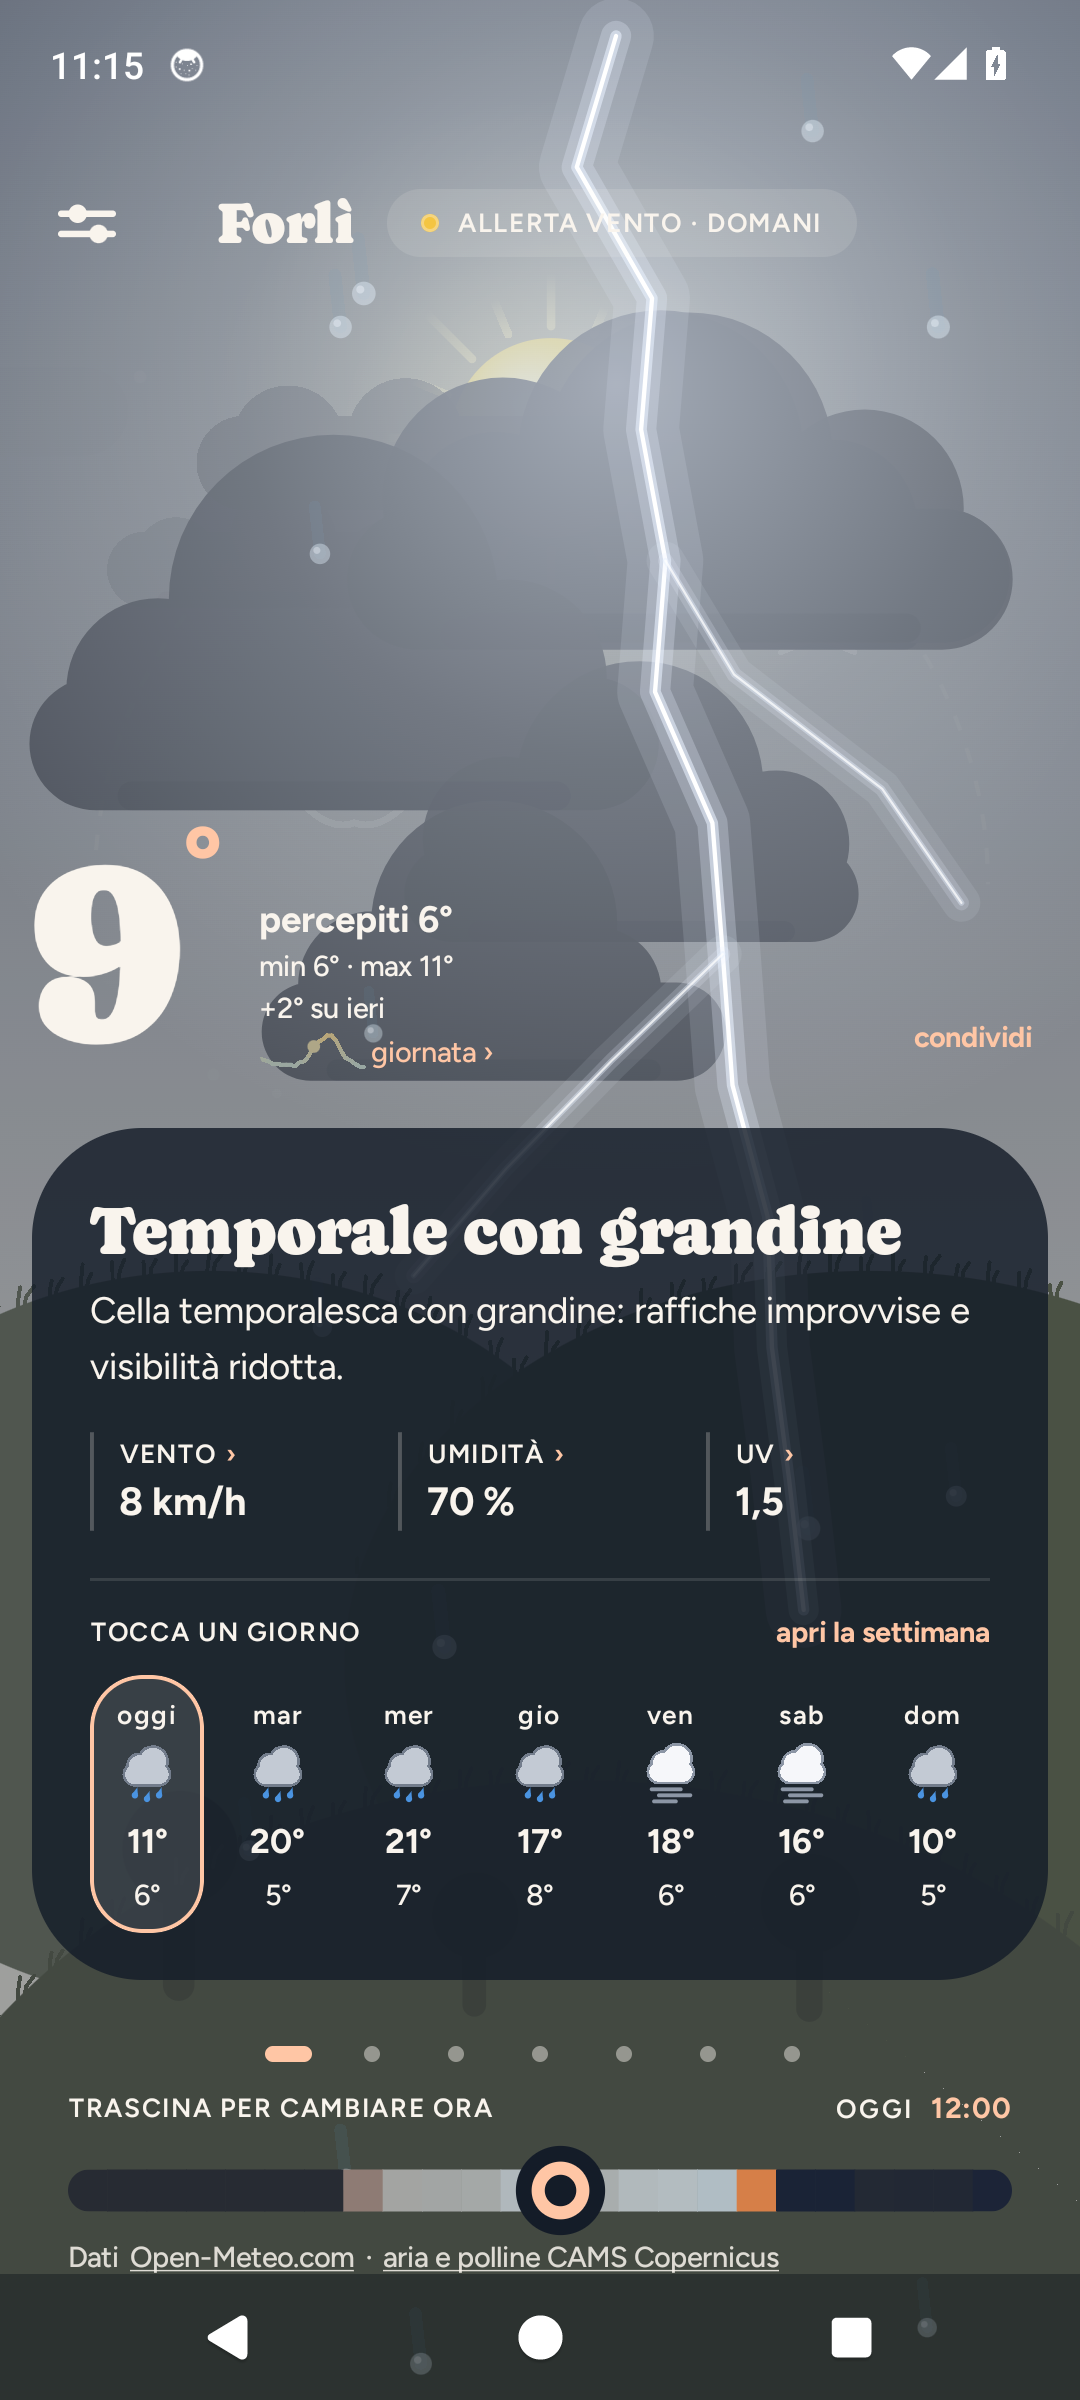 11:15
Forlì
ALLERTA VENTO · DOMANI
9°
percepiti 6°
min 6° · max 11°
+2° su ieri
giornata ›
condividi
Temporale con grandine
Cella temporalesca con grandine: raffiche improvvise e
visibilità ridotta.
VENTO › UMIDITÀ › UV ›
8 km/h 70 % 1,5
TOCCA UN GIORNO apri la settimana
oggi mar mer gio ven sab dom
11° 20° 21° 17° 18° 16° 10°
6° 5° 7° 8° 6° 6° 5°
TRASCINA PER CAMBIARE ORA OGGI 12:00
Dati Open-Meteo.com · aria e polline CAMS Copernicus